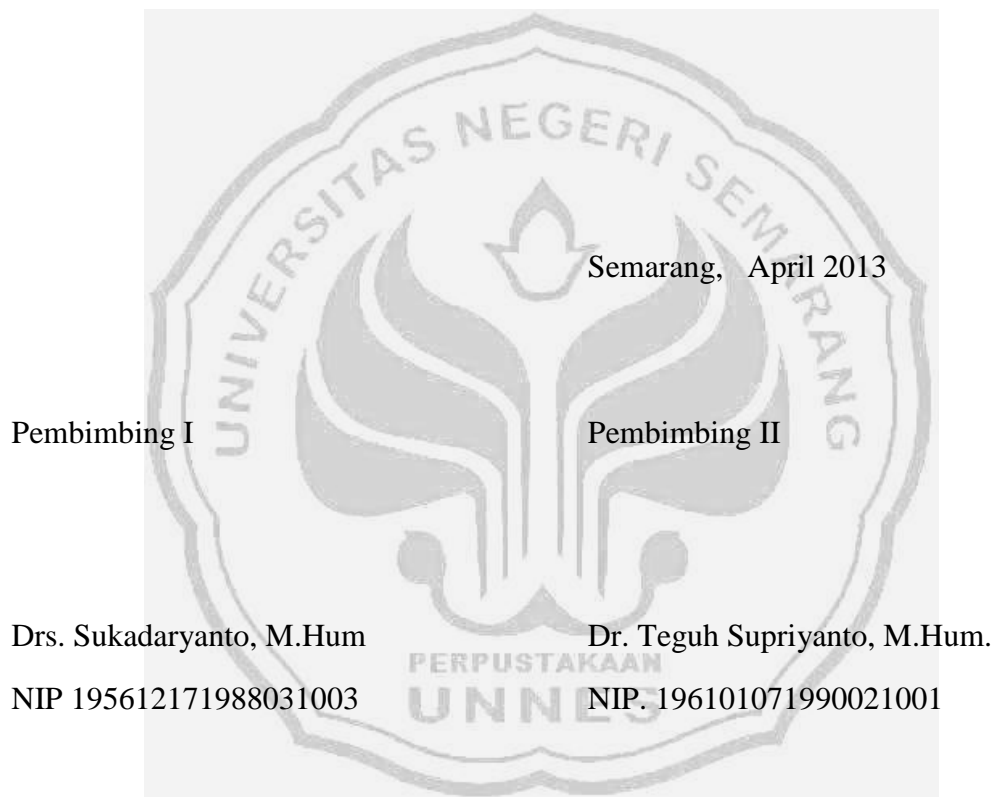 UNIVERSITAS NEGERI SEMARANG
Semarang,   April 2013
Pembimbing I
Pembimbing II
Drs. Sukadaryanto, M.Hum
Dr. Teguh Supriyanto, M.Hum.
PERPUSTAKAAN
NIP 195612171988031003
NIP. 196101071990021001
UNNES